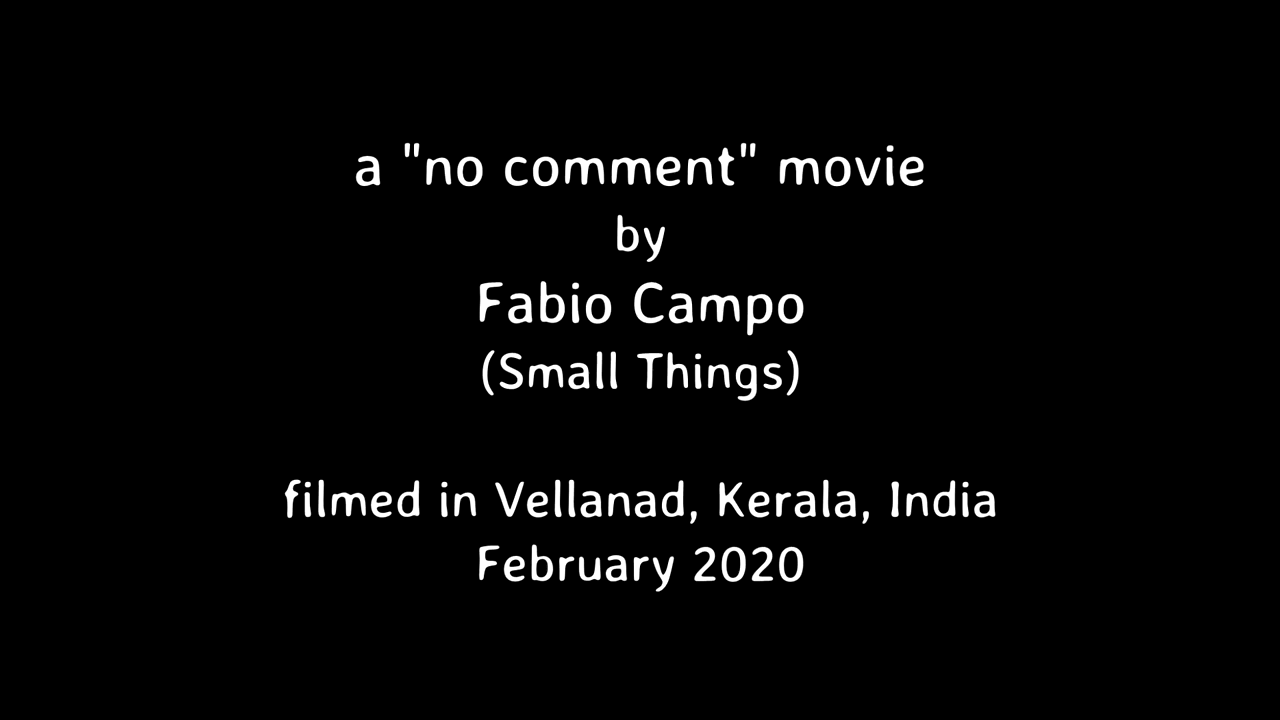 a "no comment" movie
by
Fabio Campo
(Small Things)
filmed in Vellanad, Kerala, India
February 2020